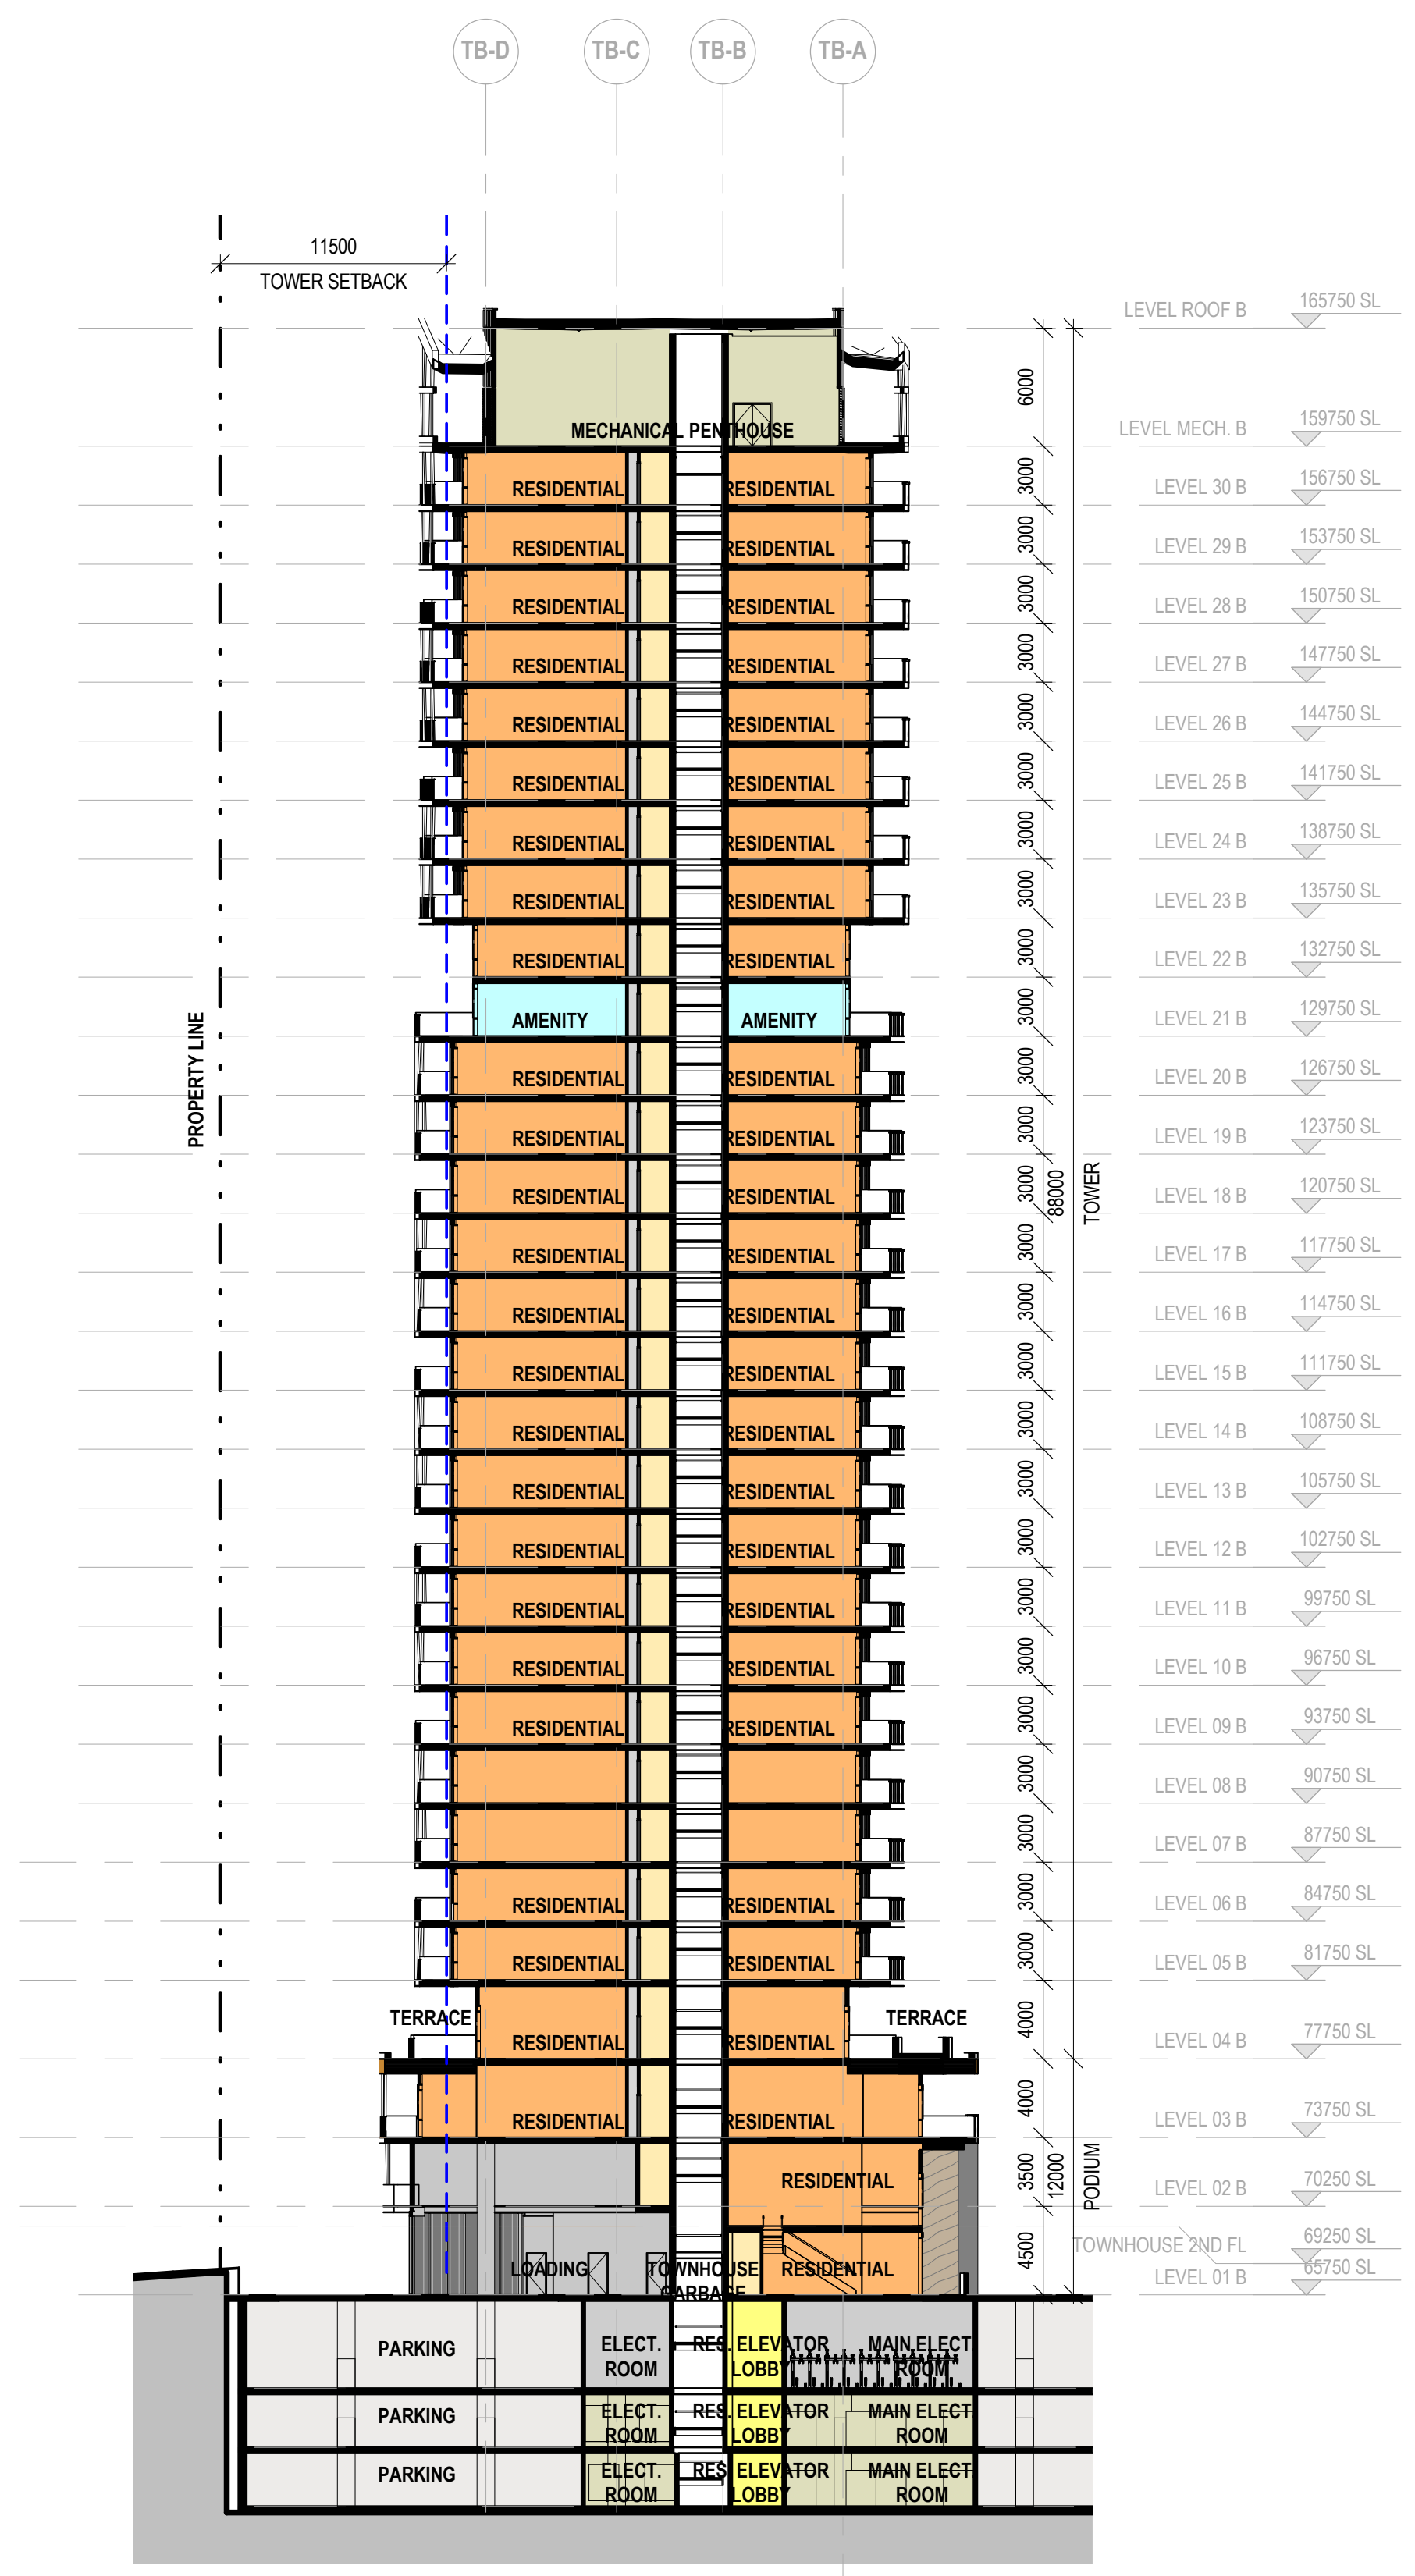 TB-D TB-C TB-B TB-A
11500
TOWER SETBACK
LEVEL ROOF B 165750 SL
6000
MECHANICAL PENTHOUSE
LEVEL MECH. B 159750 SL
RESIDENTIAL RESIDENTIAL 3000 LEVEL 30 B 156750 SL
RESIDENTIAL RESIDENTIAL 3000 LEVEL 29 B 153750 SL
RESIDENTIAL RESIDENTIAL 3000 LEVEL 28 B 150750 SL
RESIDENTIAL RESIDENTIAL 3000 LEVEL 27 B 147750 SL
RESIDENTIAL RESIDENTIAL 3000 LEVEL 26 B 144750 SL
RESIDENTIAL RESIDENTIAL 3000 LEVEL 25 B 141750 SL
RESIDENTIAL RESIDENTIAL 3000 LEVEL 24 B 138750 SL
RESIDENTIAL RESIDENTIAL 3000 LEVEL 23 B 135750 SL
RESIDENTIAL RESIDENTIAL 3000 LEVEL 22 B 132750 SL
AMENITY AMENITY 3000 LEVEL 21 B 129750 SL
PROPERTY LINE
RESIDENTIAL RESIDENTIAL 3000 LEVEL 20 B 126750 SL
RESIDENTIAL RESIDENTIAL 3000 LEVEL 19 B 123750 SL
RESIDENTIAL RESIDENTIAL 3000 88000 TOWER LEVEL 18 B 120750 SL
RESIDENTIAL RESIDENTIAL 3000 LEVEL 17 B 117750 SL
RESIDENTIAL RESIDENTIAL 3000 LEVEL 16 B 114750 SL
RESIDENTIAL RESIDENTIAL 3000 LEVEL 15 B 111750 SL
RESIDENTIAL RESIDENTIAL 3000 LEVEL 14 B 108750 SL
RESIDENTIAL RESIDENTIAL 3000 LEVEL 13 B 105750 SL
RESIDENTIAL RESIDENTIAL 3000 LEVEL 12 B 102750 SL
RESIDENTIAL RESIDENTIAL 3000 LEVEL 11 B 99750 SL
RESIDENTIAL RESIDENTIAL 3000 LEVEL 10 B 96750 SL
RESIDENTIAL RESIDENTIAL 3000 LEVEL 09 B 93750 SL
3000 LEVEL 08 B 90750 SL
3000 LEVEL 07 B 87750 SL
RESIDENTIAL RESIDENTIAL 3000 LEVEL 06 B 84750 SL
RESIDENTIAL RESIDENTIAL 3000 LEVEL 05 B 81750 SL
TERRACE TERRACE
RESIDENTIAL RESIDENTIAL 4000 LEVEL 04 B 77750 SL
RESIDENTIAL RESIDENTIAL 4000 LEVEL 03 B 73750 SL
RESIDENTIAL 3500 12000 PODIUM LEVEL 02 B 70250 SL
TOWNHOUSE 2ND FL 69250 SL
LOADING TOWNHOUSE RESIDENTIAL 4500 LEVEL 01 B 65750 SL
GARBAGE
PARKING ELECT. RES. ELEVATOR MAIN ELECT
ROOM LOBBY ROOM
PARKING ELECT. RES. ELEVATOR MAIN ELECT
ROOM LOBBY ROOM
PARKING ELECT. RES. ELEVATOR MAIN ELECT
ROOM LOBBY ROOM